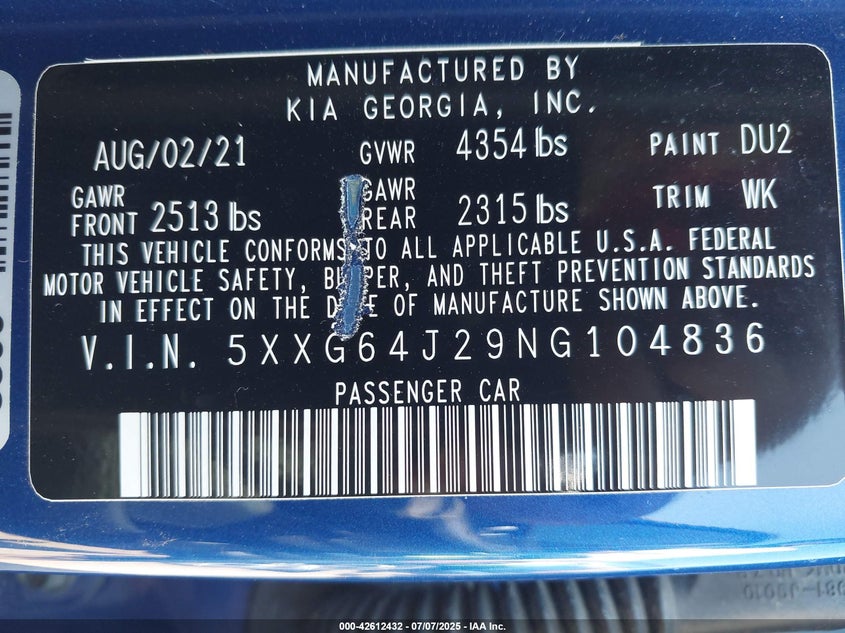 MANUFACTURED BY
KIA GEORGIA, INC.
AUG/02/21 GVWR 4354 lbs PAINT DU2
GAWR FRONT 2513 lbs GAWR REAR 2315 lbs TRIM WK
THIS VEHICLE CONFORMS TO ALL APPLICABLE U.S.A. FEDERAL
MOTOR VEHICLE SAFETY, AND THEFT PREVENTION STANDARDS
IN EFFECT ON THE OF MANUFACTURE SHOWN ABOVE.
V.I.N. 5XXG64J29NG104836
PASSENGER CAR
000-42612432 - 07/07/2025 - IAA Inc.